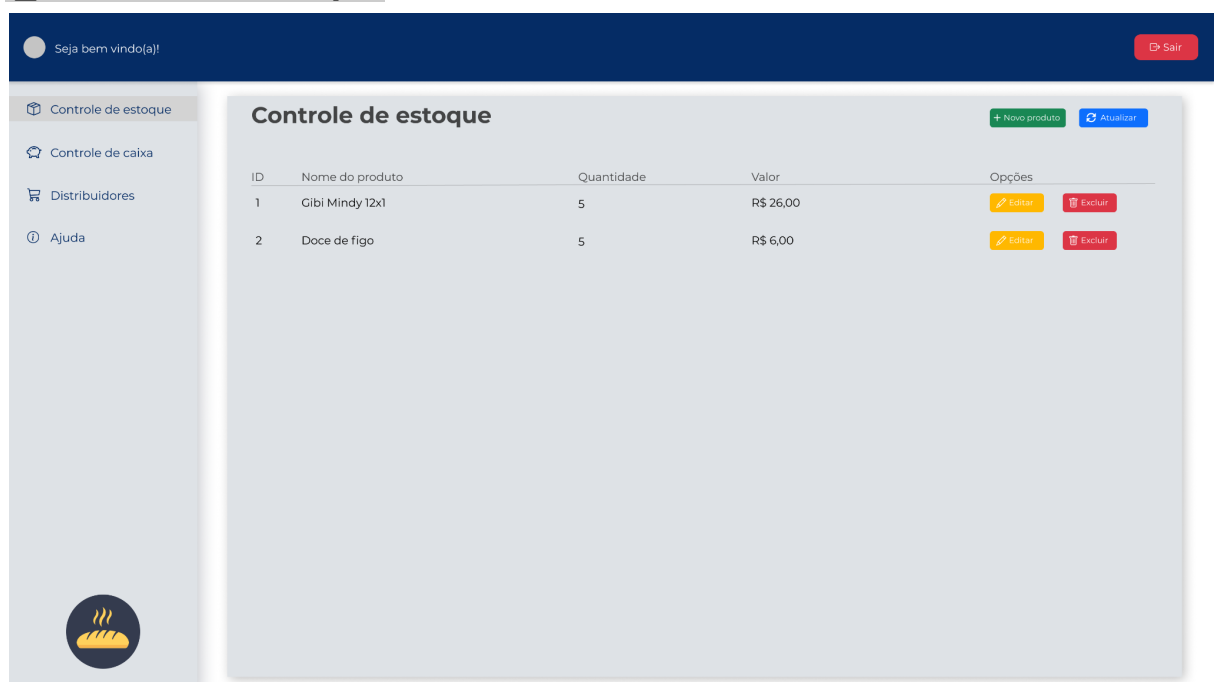 Seja bem vindo(a)!
Sair
Controle de estoque
Controle de caixa
Distribuidores
Ajuda
Controle de estoque
+ Novo produto Atualizar
ID Nome do produto Quantidade Valor Opções
1 Gibi Mindy 12x1 5 R$ 26,00 Editar Excluir
2 Doce de figo 5 R$ 6,00 Editar Excluir